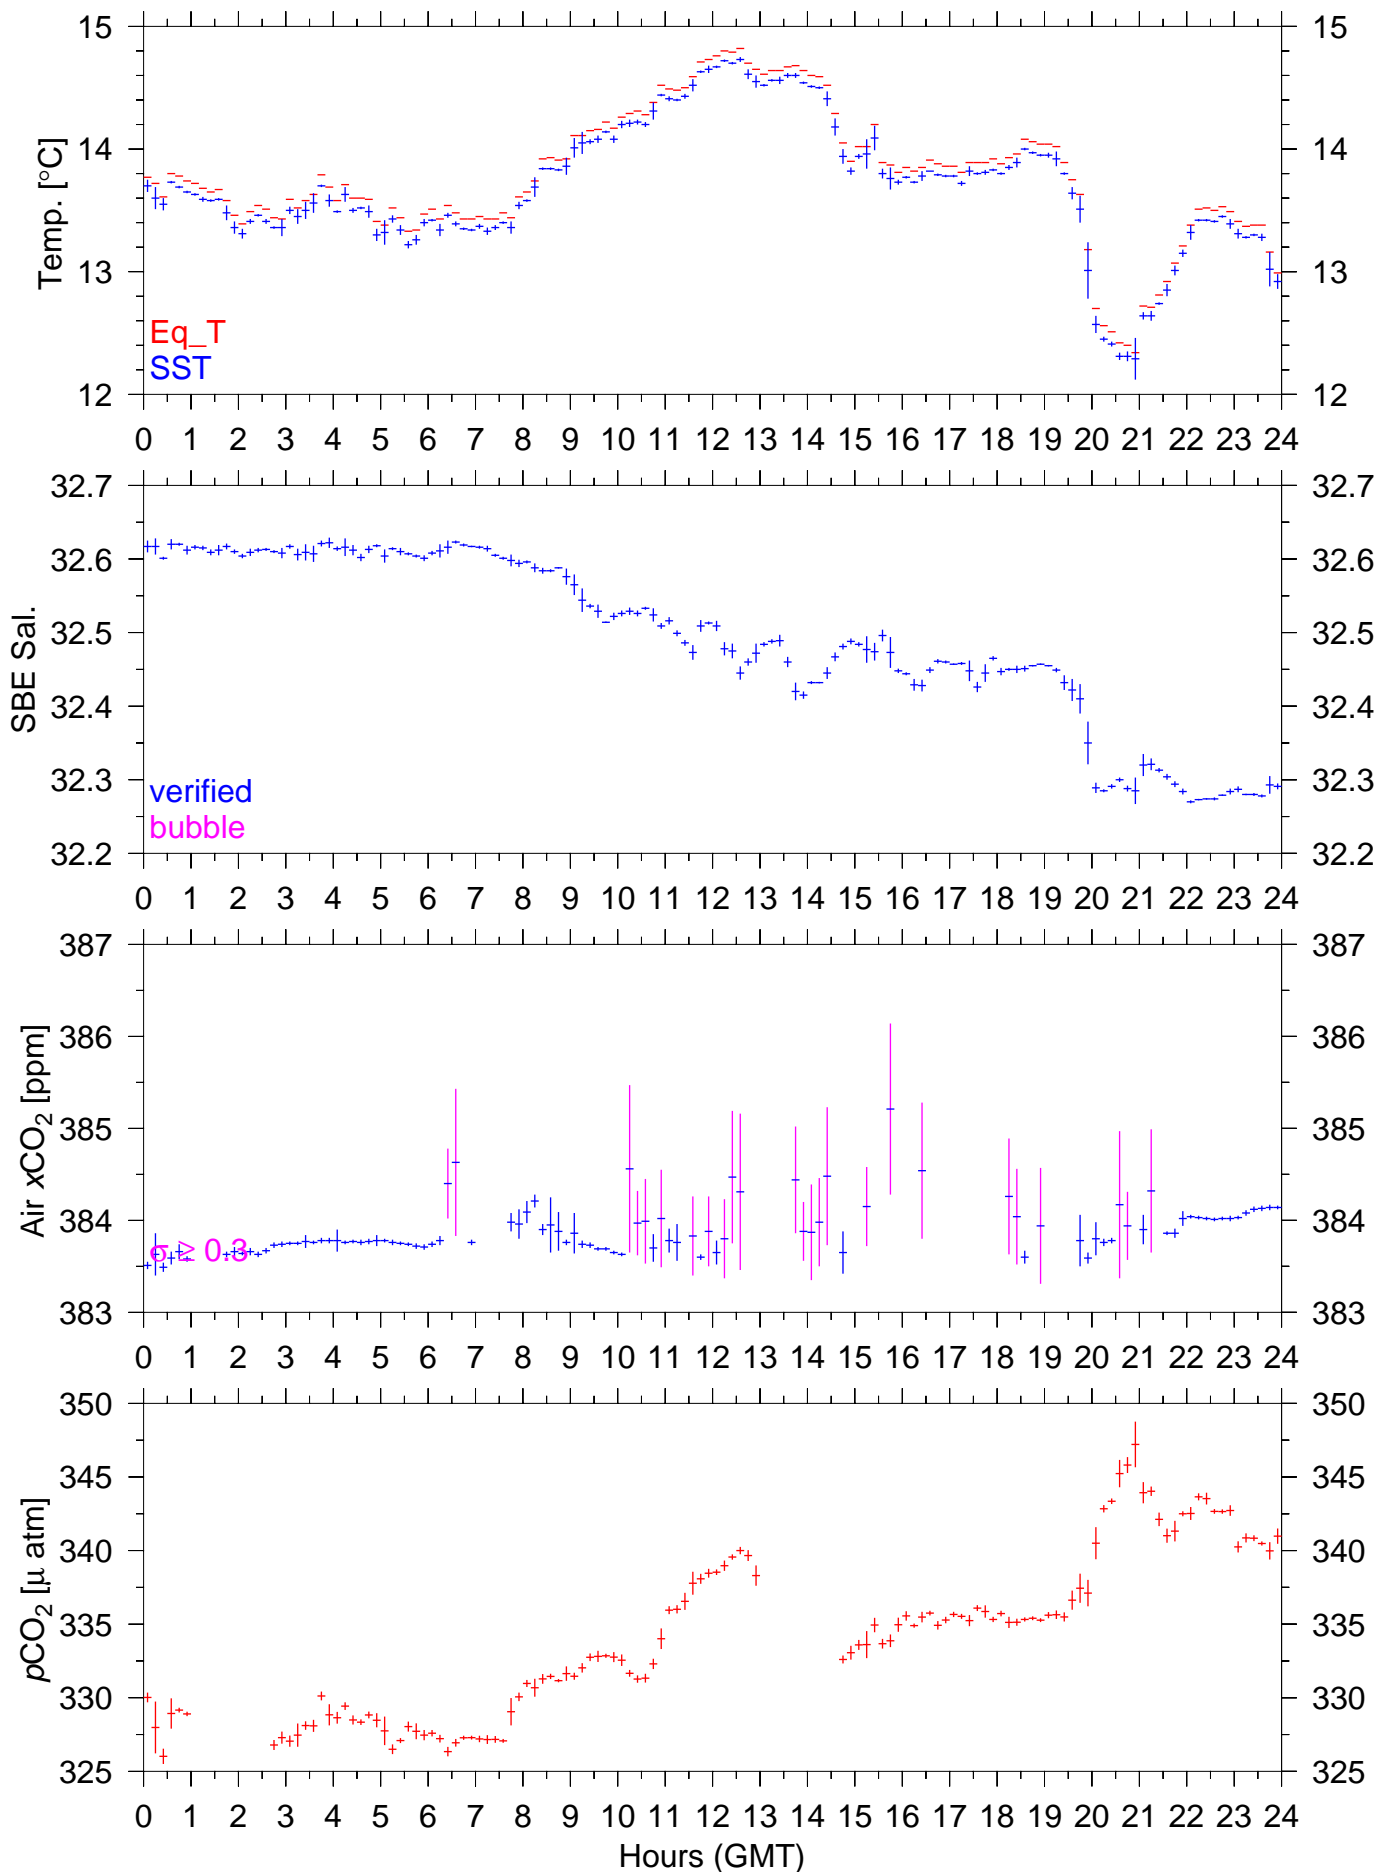 15 15
14 14
13 13
12 12
Temp. [°C]
Eq_T
SST
0 1 2 3 4 5 6 7 8 9 10 11 12 13 14 15 16 17 18 19 20 21 22 23 24
32.7 32.7
32.6 32.6
32.5 32.5
32.4 32.4
32.3 32.3
32.2 32.2
SBE Sal.
verified
bubble
0 1 2 3 4 5 6 7 8 9 10 11 12 13 14 15 16 17 18 19 20 21 22 23 24
387 387
386 386
385 385
384 384
383 383
Air xCO₂ [ppm]
σ ≥ 0.3
0 1 2 3 4 5 6 7 8 9 10 11 12 13 14 15 16 17 18 19 20 21 22 23 24
350 350
345 345
340 340
335 335
330 330
325 325
pCO₂ [μ atm]
0 1 2 3 4 5 6 7 8 9 10 11 12 13 14 15 16 17 18 19 20 21 22 23 24
Hours (GMT)